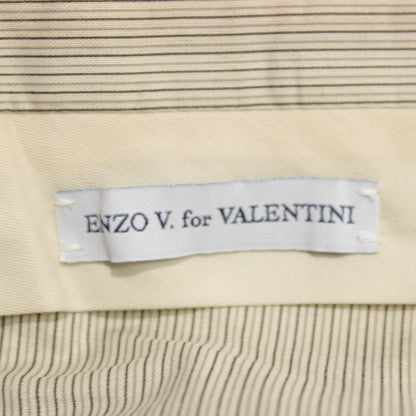 ENZO V. for VALENTINI